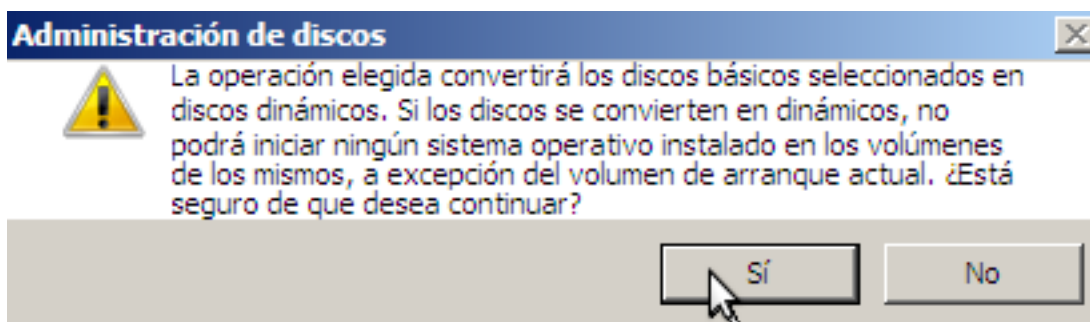 Administración de discos
La operación elegida convertirá los discos básicos seleccionados en
discos dinámicos. Si los discos se convierten en dinámicos, no
podrá iniciar ningún sistema operativo instalado en los volúmenes
de los mismos, a excepción del volumen de arranque actual. ¿Está
seguro de que desea continuar?
Sí No